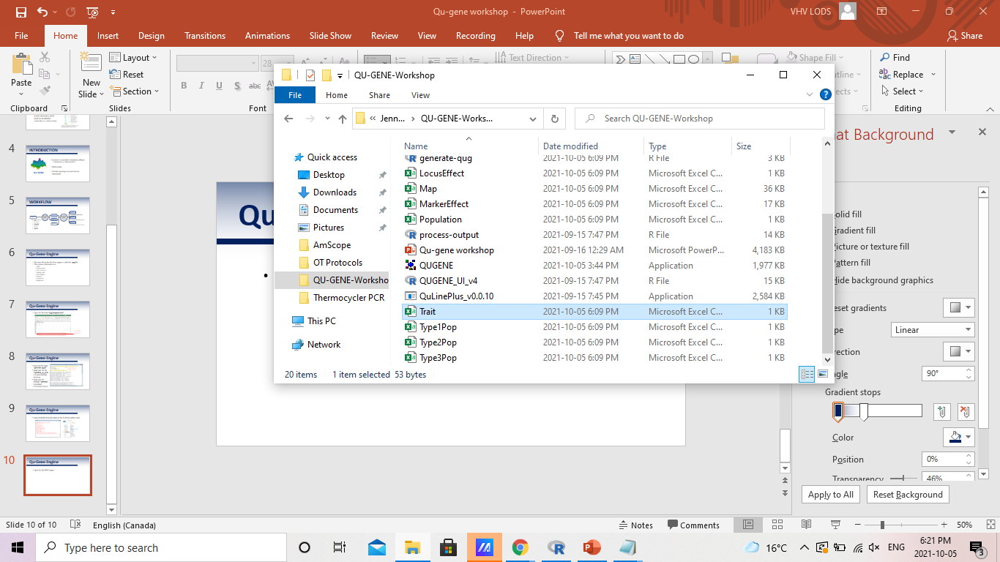 Qu-gene workshop - PowerPoint
VHV LODS
File Home Insert Design Transitions Animations Slide Show Review View Recording Help Tell me what you want to do Share
Paste
Clipboard
New
Slide
Layout
Reset
Section
Slides
28
B I U S abc
Font
Text Direction
Shape Fill
Find
Replace
Select
Editing
QU-GENE-Workshop
File Home Share View
Jenn... QU-GENE-Works...
Search QU-GENE-Workshop
Quick access
Desktop
Downloads
Documents
Pictures
AmScope
OT Protocols
QU-GENE-Worksho
Thermocycler PCR
This PC
Network
Name Date modified Type Size
generate-qug 2021-10-05 6:09 PM R File 3 KB
LocusEffect 2021-10-05 6:09 PM Microsoft Excel C... 1 KB
Map 2021-10-05 6:09 PM Microsoft Excel C... 36 KB
MarkerEffect 2021-10-05 6:09 PM Microsoft Excel C... 17 KB
Population 2021-10-05 6:09 PM Microsoft Excel C... 1 KB
process-output 2021-09-15 7:47 PM R File 14 KB
Qu-gene workshop 2021-09-16 12:29 AM Microsoft PowerP... 4,183 KB
QUGENE 2021-10-05 3:44 PM Application 1,977 KB
QUGENE_UI_v4 2021-09-15 7:47 PM R File 15 KB
QuLinePlus_v0.0.10 2021-09-15 7:45 PM Application 2,584 KB
Trait 2021-10-05 6:09 PM Microsoft Excel C... 1 KB
Type1Pop 2021-10-05 6:09 PM Microsoft Excel C... 1 KB
Type2Pop 2021-10-05 6:09 PM Microsoft Excel C... 1 KB
Type3Pop 2021-10-05 6:09 PM Microsoft Excel C... 1 KB
20 items 1 item selected 53 bytes
4
INTRODUCTION
5
WORKFLOW
6
Qu-Gene Engine
7
Qu-Gene Engine
8
Qu-Gene Engine
9
Qu-Gene Engine
10
Qu-Gene Engine
Qu
at Background
olid fill
radient fill
icture or texture fill
attern fill
ide background graphics
eset gradients
pe Linear
rection
ngle 90°
Gradient stops
Color
Position 0%
Transparency 46%
Apply to All Reset Background
Slide 10 of 10 English (Canada) Notes Comments 50%
Type here to search
16°C ENG 6:21 PM
2021-10-05
3